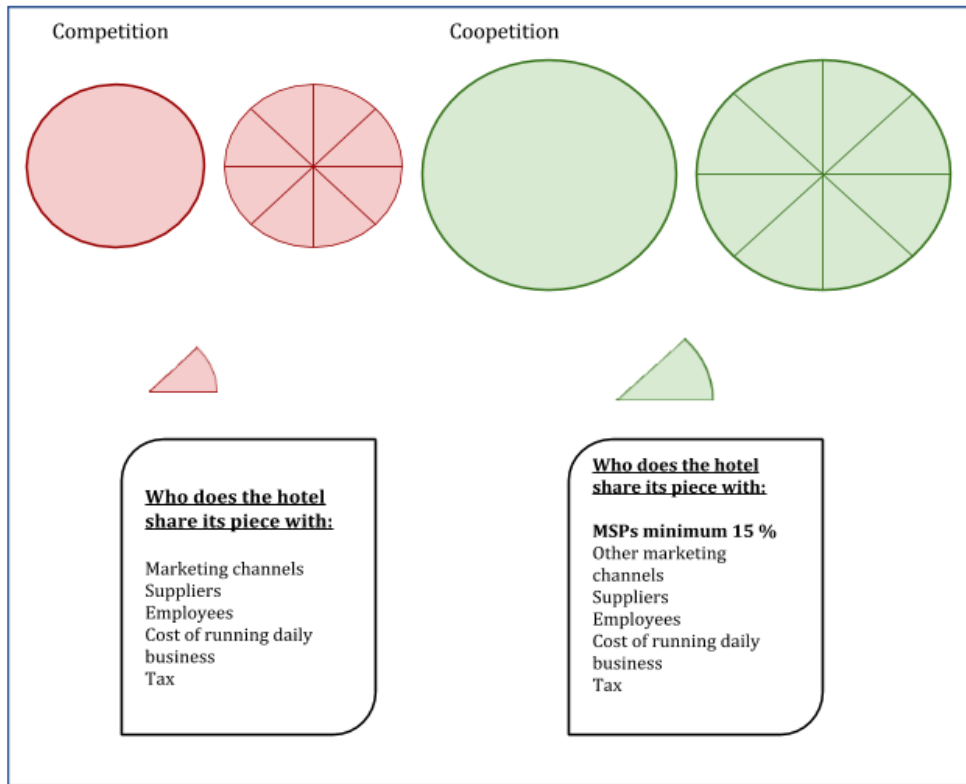 Competition
Coopetition
Who does the hotel
share its piece with:
Marketing channels
Suppliers
Employees
Cost of running daily
business
Tax
Who does the hotel
share its piece with:
MSPs minimum 15 %
Other marketing
channels
Suppliers
Employees
Cost of running daily
business
Tax